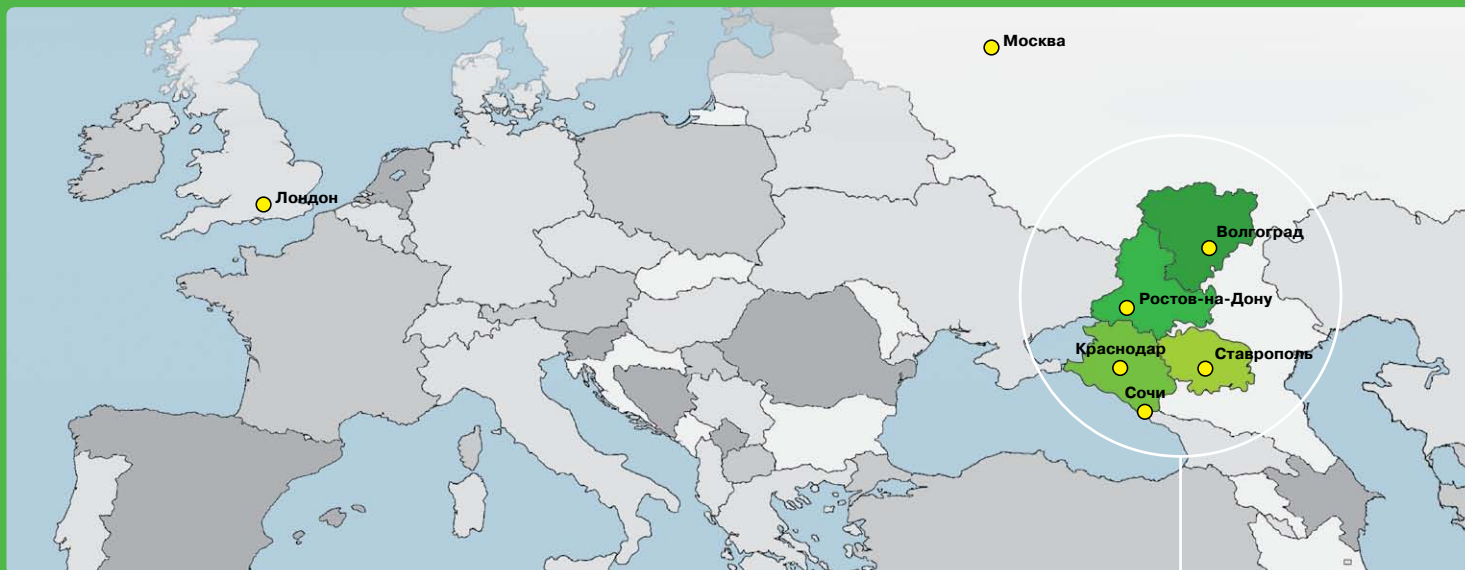 Москва
Лондон
Волгоград
Ростов-на-Дону
Краснодар
Ставрополь
Сочи